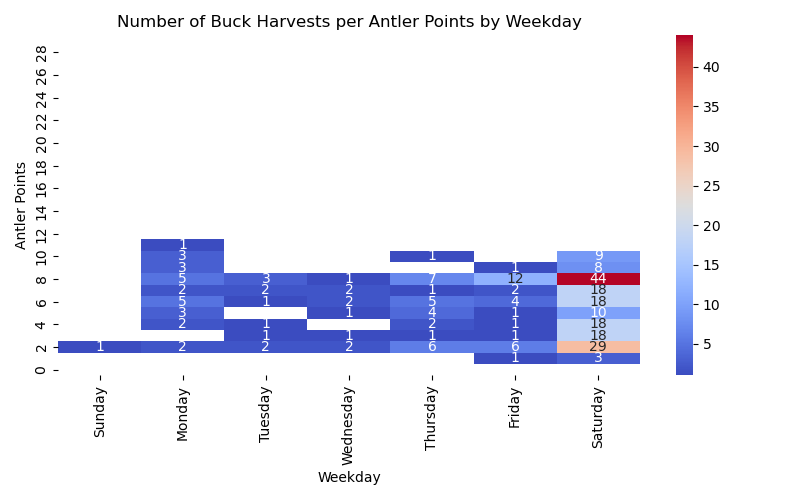 Number of Buck Harvests per Antler Points by Weekday
28
26
24
22
20
18
16
14
12
10
8
6
4
2
0
Antler Points
1
3 1 9
3 1 8
5 3 1 7 12 44
2 2 2 1 2 18
5 1 2 5 4 18
3 1 4 1 10
2 1 2 1 18
1 1 1 1 18
1 2 2 2 6 6 29
1 3
Sunday Monday Tuesday Wednesday Thursday Friday Saturday
Weekday
40
35
30
25
20
15
10
5